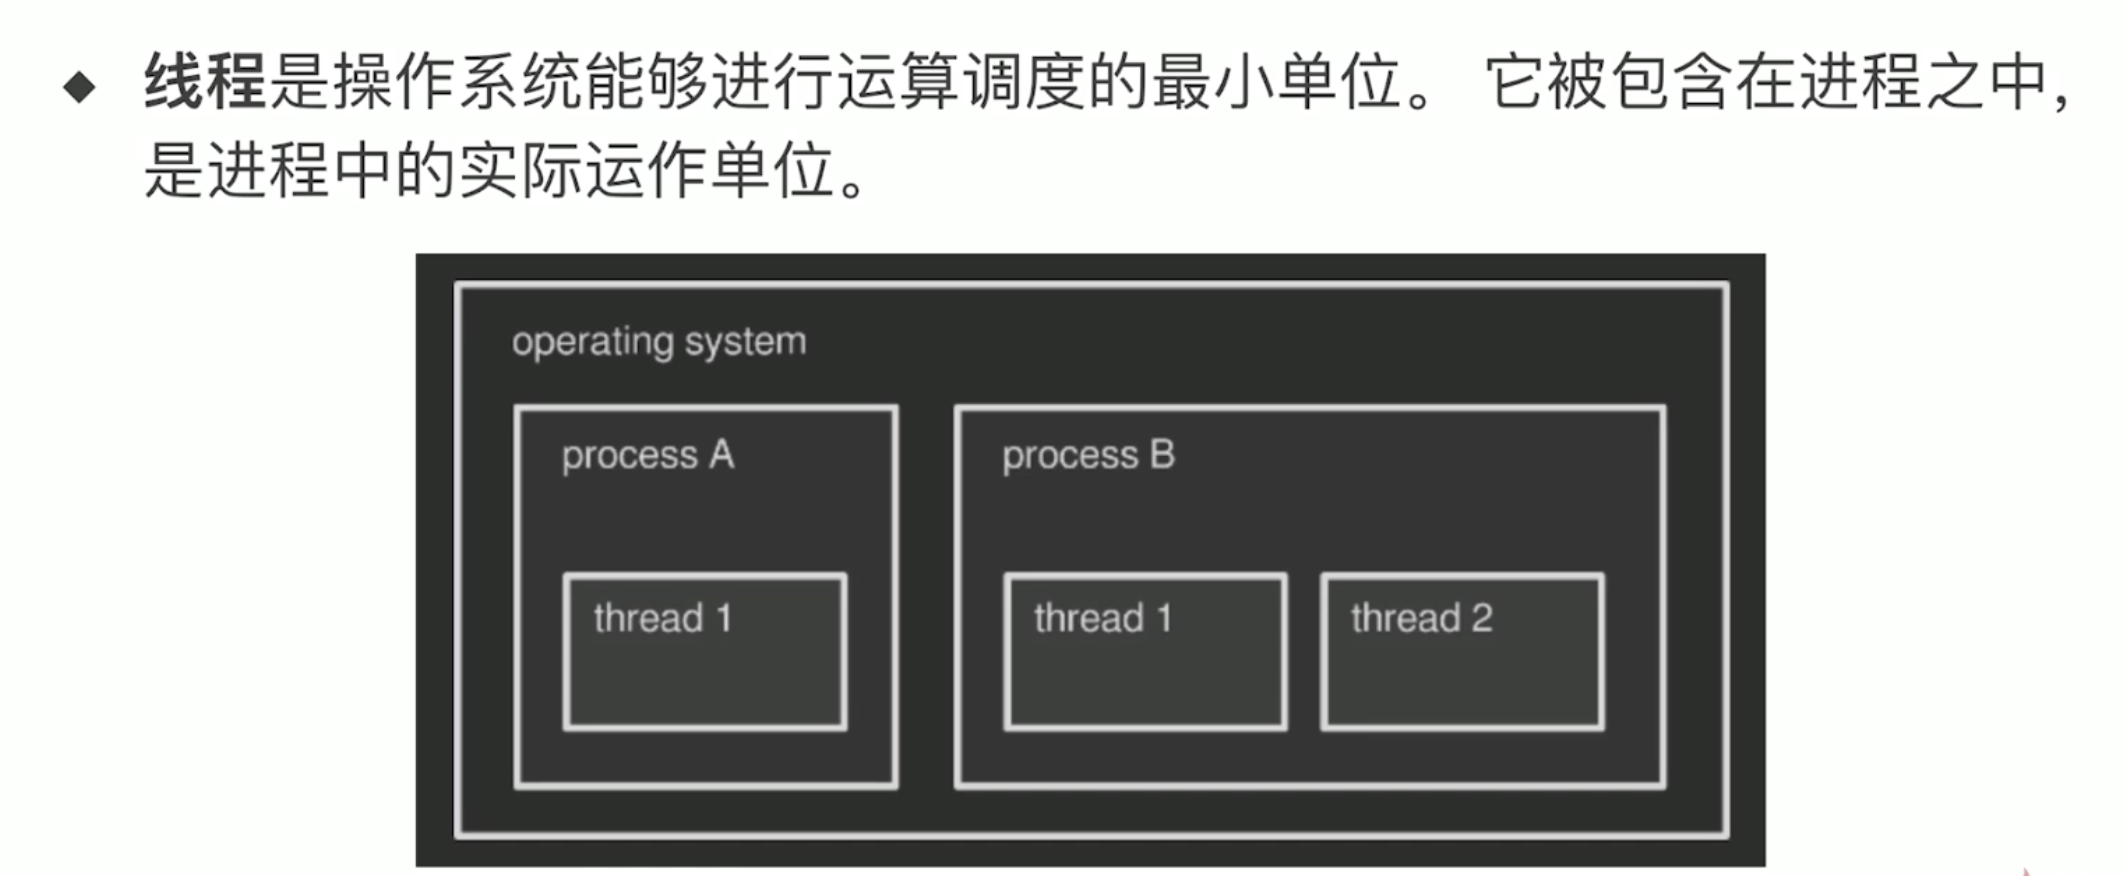 ◆ 线程是操作系统能够进行运算调度的最小单位。 它被包含在进程之中,
是进程中的实际运作单位。
operating system
process A
thread 1
process B
thread 1
thread 2